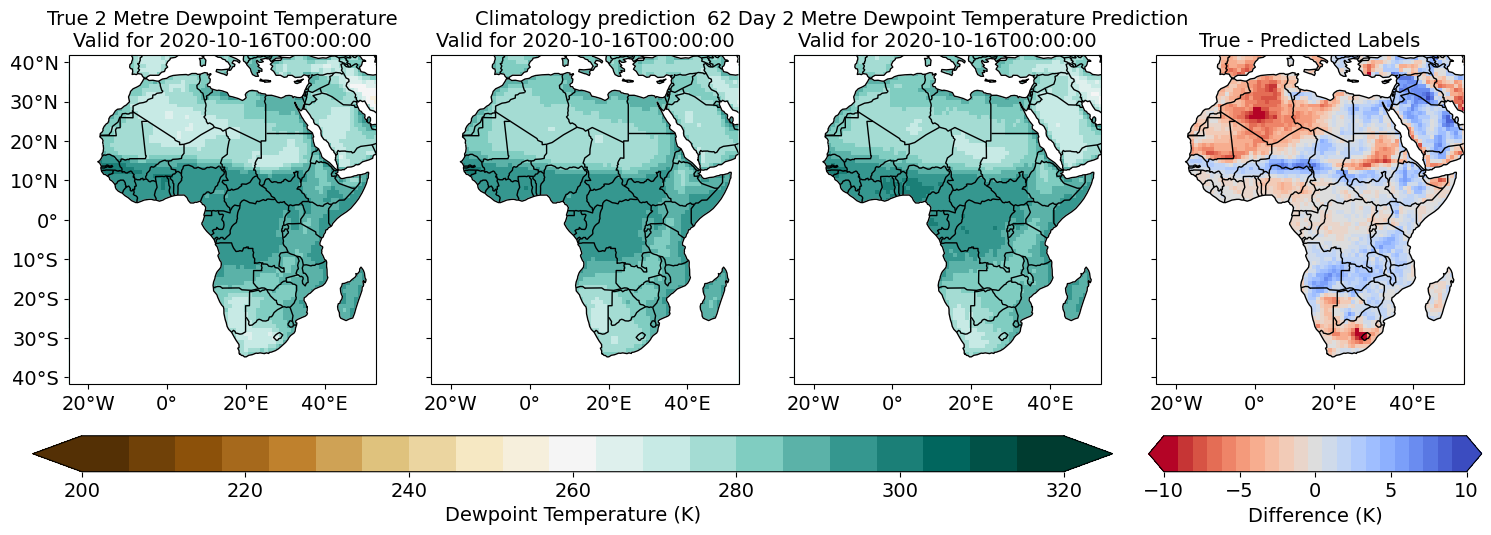 True 2 Metre Dewpoint Temperature
Valid for 2020-10-16T00:00:00
Climatology prediction
Valid for 2020-10-16T00:00:00
62 Day 2 Metre Dewpoint Temperature Prediction
Valid for 2020-10-16T00:00:00
True - Predicted Labels
40°N
30°N
20°N
10°N
0°
10°S
20°S
30°S
40°S
20°W 0° 20°E 40°E
20°W 0° 20°E 40°E
20°W 0° 20°E 40°E
20°W 0° 20°E 40°E
200 220 240 260 280 300 320
Dewpoint Temperature (K)
−10 −5 0 5 10
Difference (K)